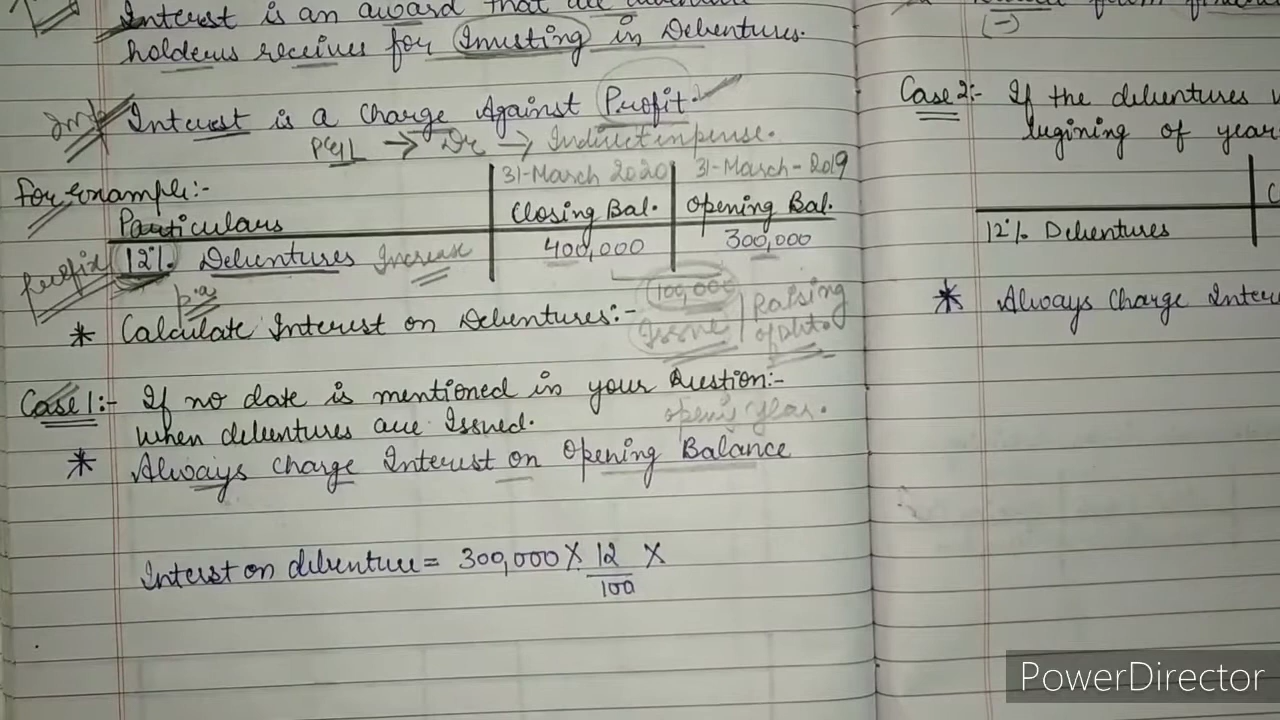 Interest is an award that
holders receives for Investing in Debentures.
Imp Interest is a Charge Against Profit.
P&L → Dr → Indirect expense.
for example:-
31-March 2020 31-March-2019
Particulars Closing Bal. Opening Bal.
12% Debentures Increase 400,000 300,000
prefix
p.a
100,000
* Calculate Interest on Debentures:-
Issue / Raising
of Debt.
Case 1:- If no date is mentioned in your Question:-
when debentures are Issued.
opening year.
* Always charge Interest on Opening Balance
Interst on debenture = 300,000 X 12 X
100
(-)
Case 2:- If the debentures
begining of year
12% Debentures
* Always Charge Inter
PowerDirector